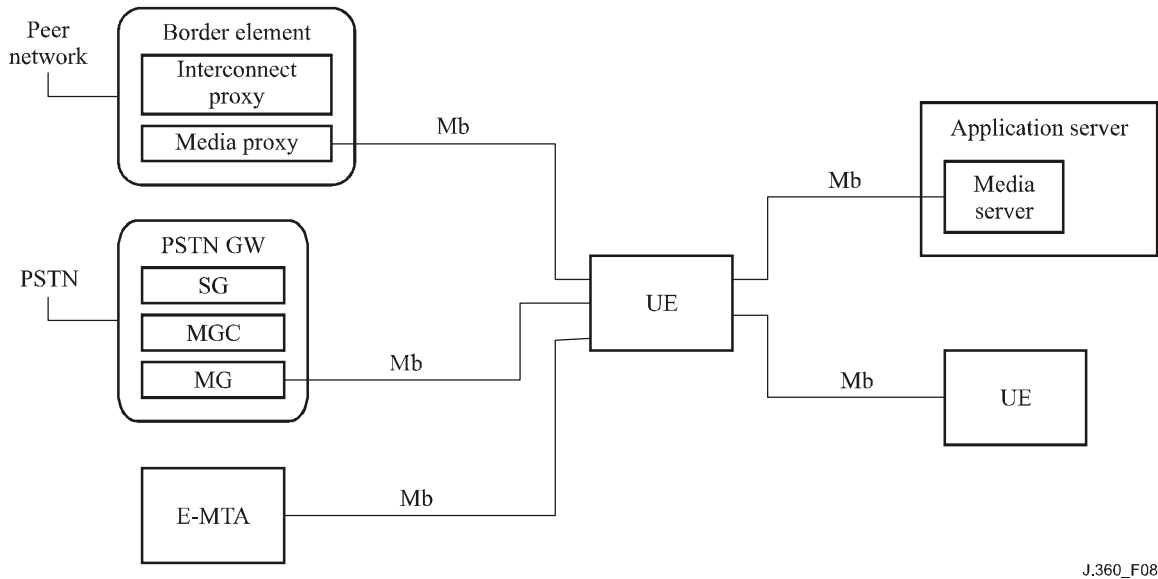 Peer
network
Border element
Interconnect
proxy
Media proxy
Mb
Application server
Media
server
Mb
PSTN
PSTN GW
SG
MGC
MG
Mb
UE
Mb
UE
E-MTA
Mb
J.360_F08